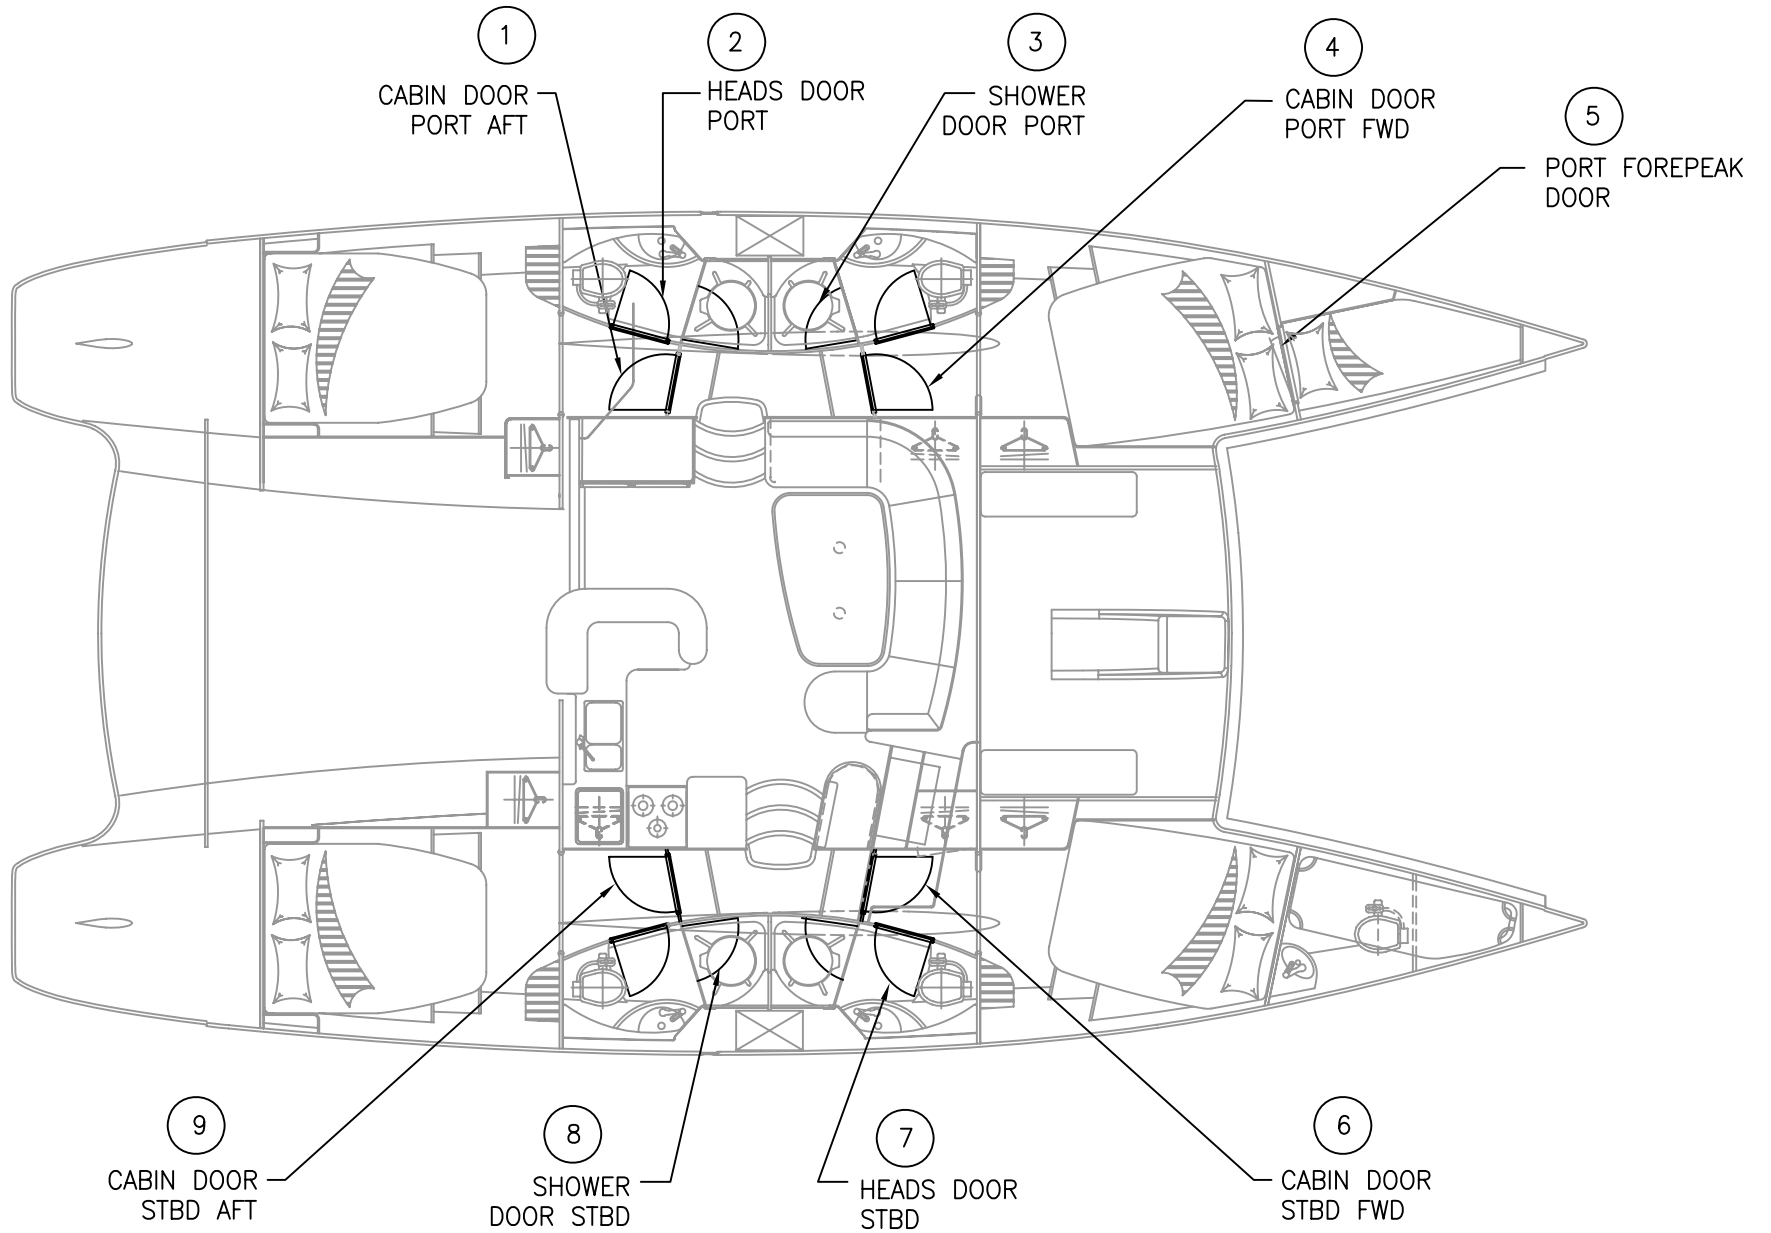 1
CABIN DOOR
PORT AFT
2
HEADS DOOR
PORT
3
SHOWER
DOOR PORT
4
CABIN DOOR
PORT FWD
5
PORT FOREPEAK
DOOR
9
CABIN DOOR
STBD AFT
8
SHOWER
DOOR STBD
7
HEADS DOOR
STBD
6
CABIN DOOR
STBD FWD